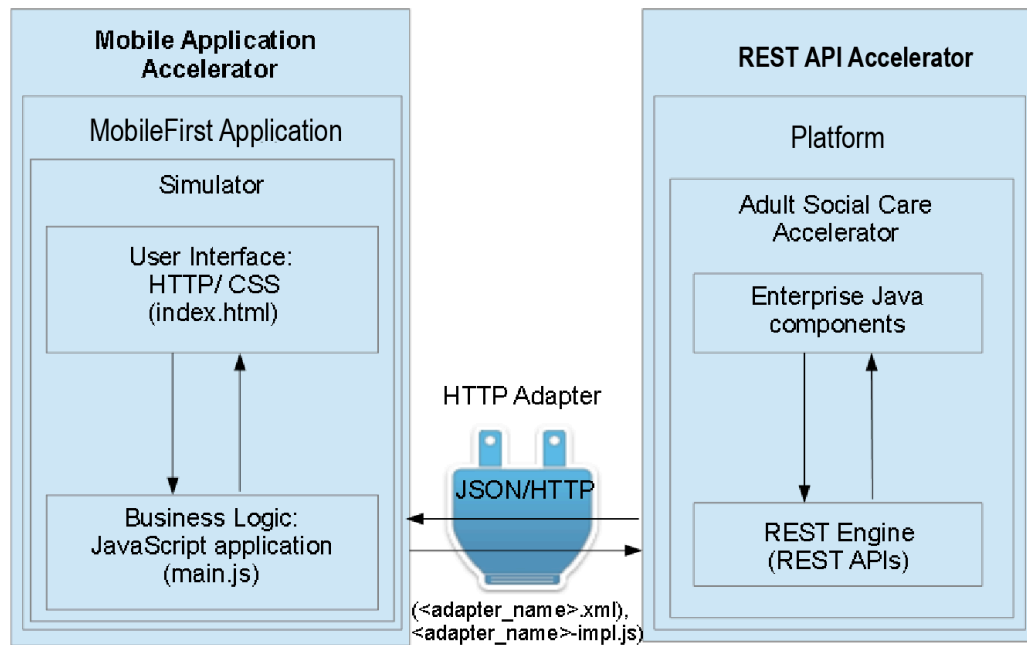 Mobile Application
Accelerator
MobileFirst Application
Simulator
User Interface:
HTTP/ CSS
(index.html)
Business Logic:
JavaScript application
(main.js)
HTTP Adapter
JSON/HTTP
(<adapter_name>.xml),
<adapter_name>-impl.js)
REST API Accelerator
Platform
Adult Social Care
Accelerator
Enterprise Java
components
REST Engine
(REST APIs)